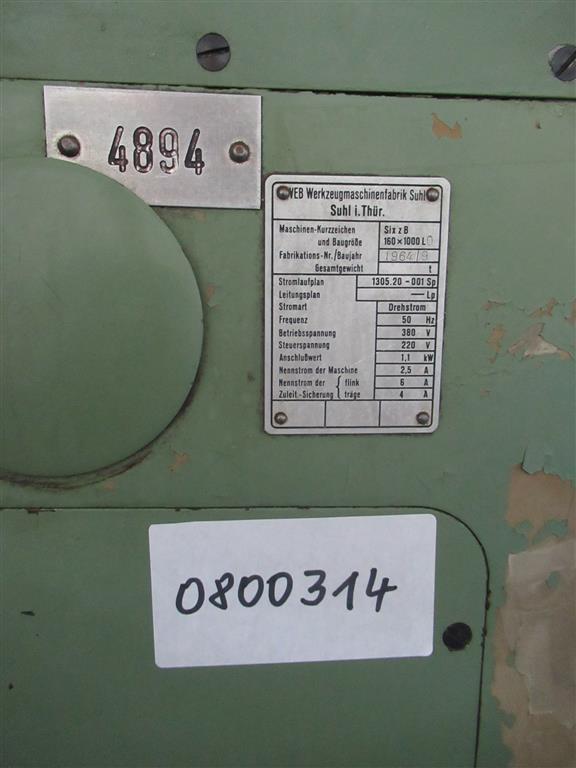 4894
VEB Werkzeugmaschinenfabrik Suhl
Suhl i.Thür.
Maschinen-Kurzzeichen und Baugröße Six z B 160×1000 L0
Fabrikations-Nr./Baujahr 1964/9
Gesamtgewicht t
Stromlaufplan 1305.20-001 Sp
Leitungsplan — Lp
Stromart Drehstrom
Frequenz 50 Hz
Betriebsspannung 380 V
Steuerspannung 220 V
Anschlußwert 1,1 kW
Nennstrom der Maschine 2,5 A
Nennstrom der { flink 6 A
Zuleit.-Sicherung { träge 4 A
0800314